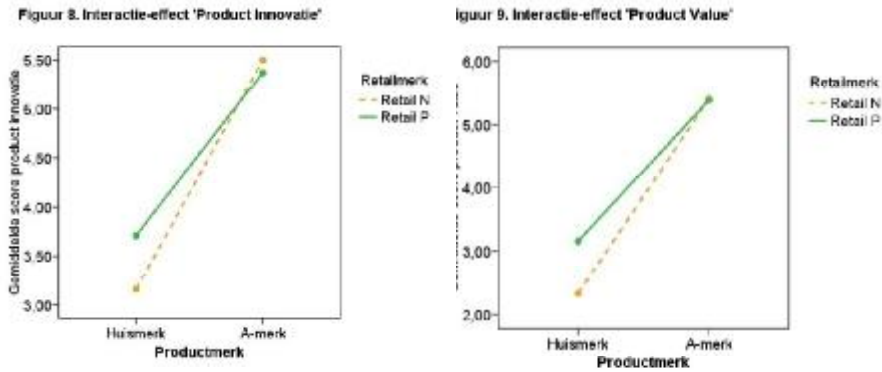 Figuur 8. Interactie-effect 'Product Innovatie'
Gemiddelde score product innovatie
5,50
5,00
4,50
4,00
3,50
3,00
Huismerk
A-merk
Productmerk
Retailmerk
Retail N
Retail P
iguur 9. Interactie-effect 'Product Value'
6,00
5,00
4,00
3,00
2,00
Huismerk
A-merk
Productmerk
Retailmerk
Retail N
Retail P